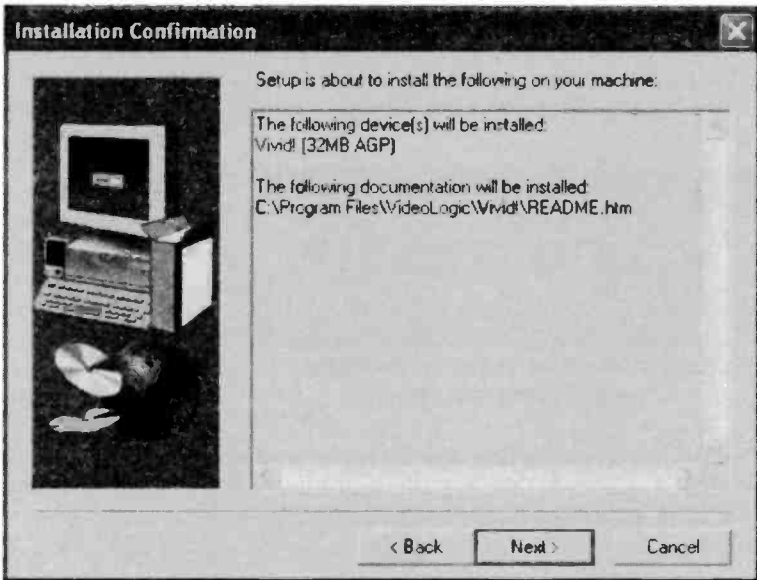 Installation Confirmation
Setup is about to install the following on your machine:
The following device(s) will be installed:
Vivid! (32MB AGP)
The following documentation will be installed:
C:\Program Files\VideoLogic\Vivid!\README.htm
< Back
Next >
Cancel